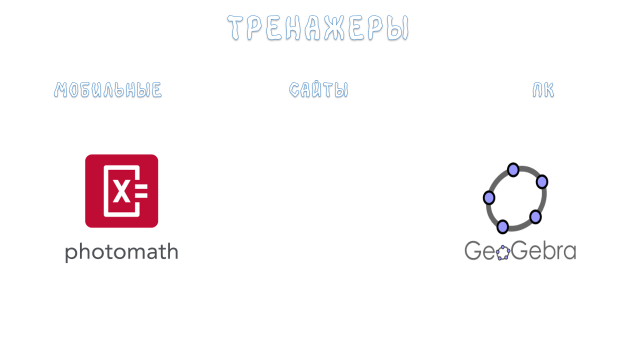 ТРЕНАЖЕРЫ
МОБИЛЬНЫЕ САЙТЫ ПК
X=
photomath
GeoGebra